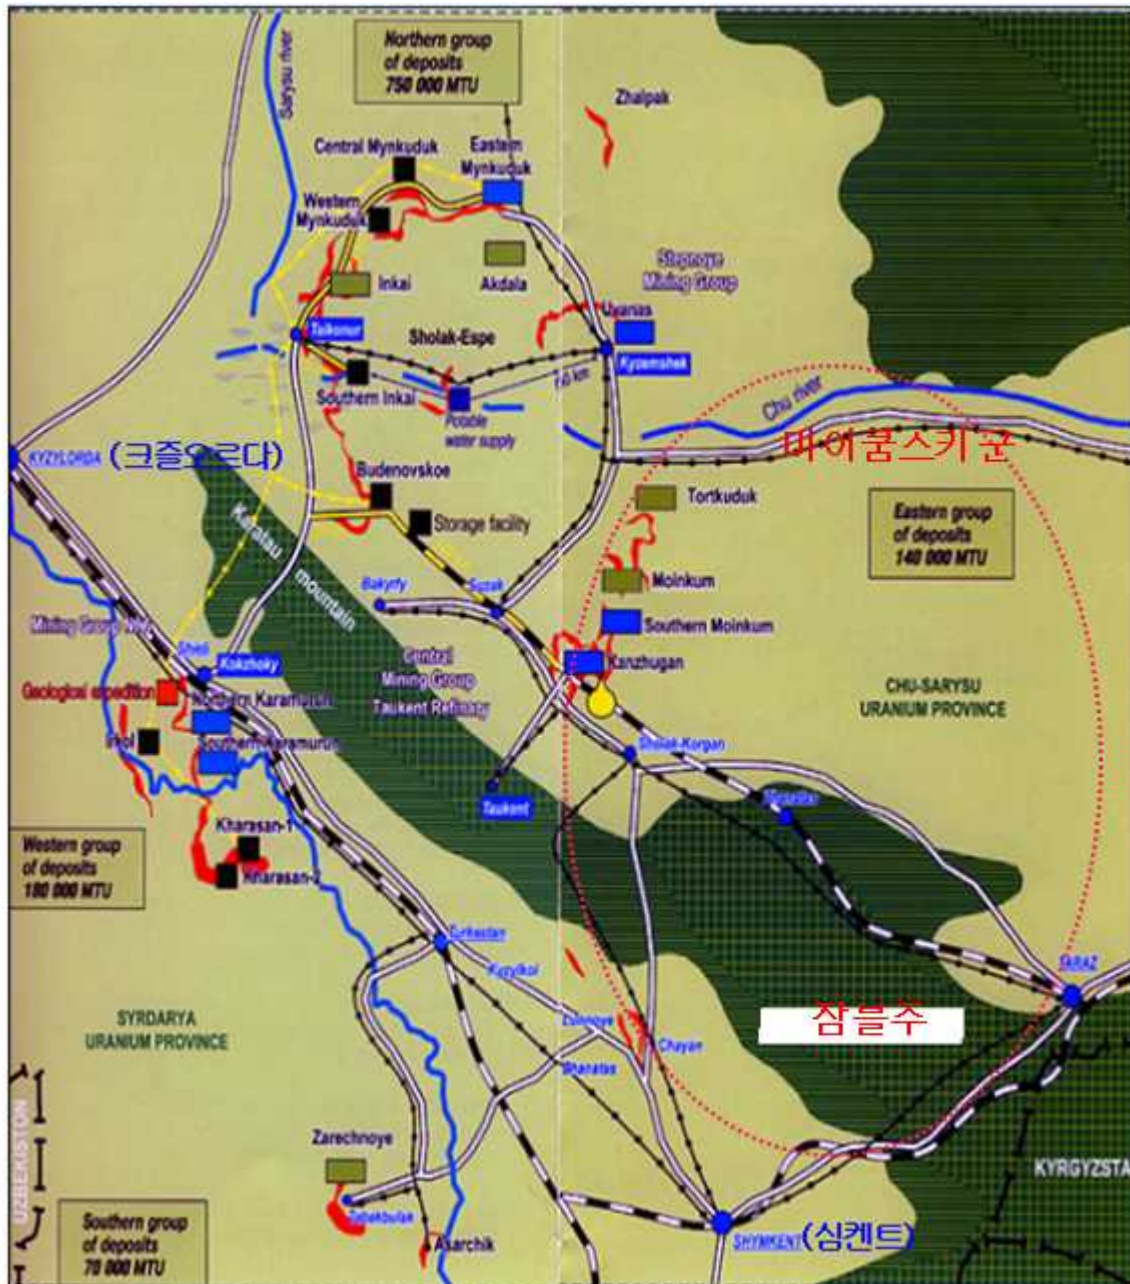 Northern group
of deposits
750 000 MTU
Sarysu river
Zhalpak
Central Mynkuduk
Eastern
Mynkuduk
Western
Mynkuduk
Inkai
Akdala
Stepnoye
Mining Group
Uvanas
Taikonur
Sholak-Espe
Kyzemshek
Southern Inkai
Potable
water supply
Chu river
KYZYLORDA
(크즐오르다)
Budenovskoe
Storage facility
Tortkuduk
Eastern group
of deposits
140 000 MTU
Karatau
mountain
Bakyrly
Suzak
Moinkum
Southern Moinkum
Kanzhugan
Shieli
Kokzhoky
Central
Mining Group
Taukent Refinary
CHU-SARYSU
URANIUM PROVINCE
Geological expedition
Northern Karamurun
Southern Karamurun
Irkol
Sholak-Korgan
Taukent
Western group
of deposits
180 000 MTU
Kharasan-1
Kharasan-2
Turkestan
Kyzylkol
TARAZ
잠블주
SYRDARYA
URANIUM PROVINCE
Chayan
Zarechnoye
UZBEKISTON
KYRGYZSTA
Southern group
of deposits
70 000 MTU
Asarchik
SHYMKENT
(심켄트)